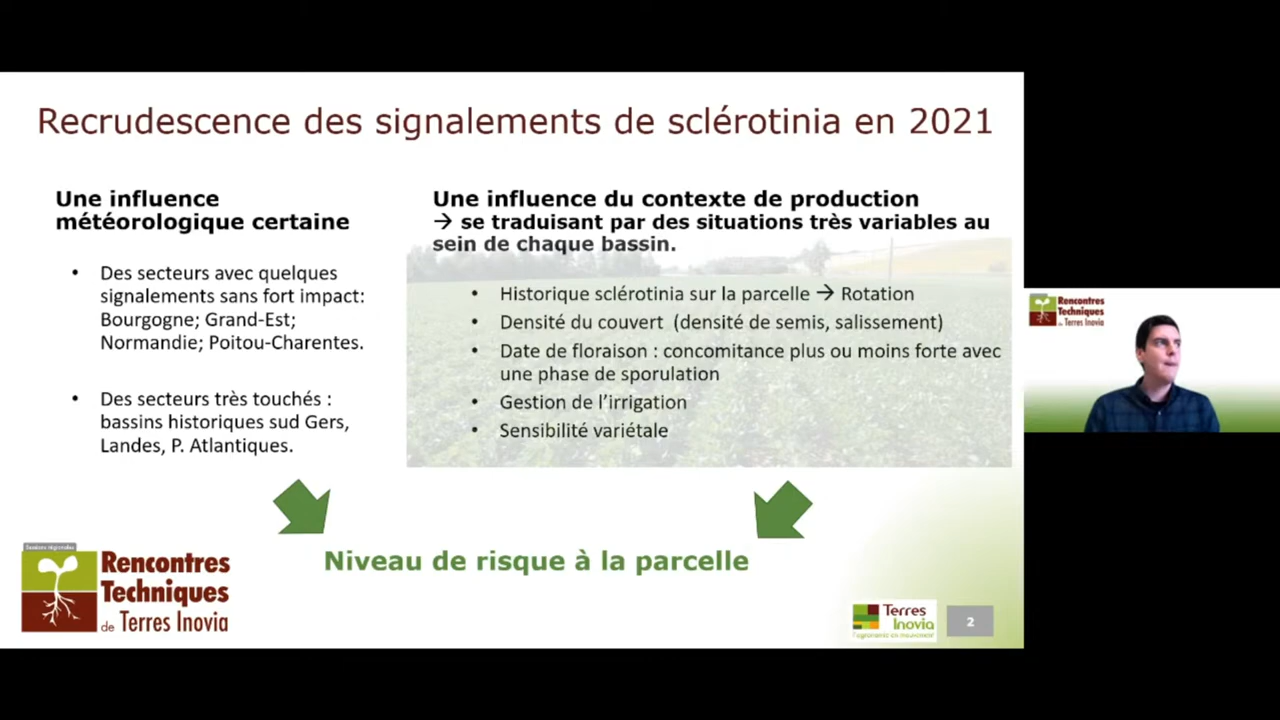 Recrudescence des signalements de sclérotinia en 2021
Une influence
météorologique certaine
• Des secteurs avec quelques
signalements sans fort impact:
Bourgogne; Grand-Est;
Normandie; Poitou-Charentes.
• Des secteurs très touchés :
bassins historiques sud Gers,
Landes, P. Atlantiques.
Une influence du contexte de production
→ se traduisant par des situations très variables au
sein de chaque bassin.
• Historique sclérotinia sur la parcelle → Rotation
• Densité du couvert (densité de semis, salissement)
• Date de floraison : concomitance plus ou moins forte avec
une phase de sporulation
• Gestion de l'irrigation
• Sensibilité variétale
Niveau de risque à la parcelle
Sessions régionales
Rencontres
Techniques
de Terres Inovia
Terres
Inovia
l'agronomie en mouvement
2
Rencontres
Techniques
de Terres Inovia